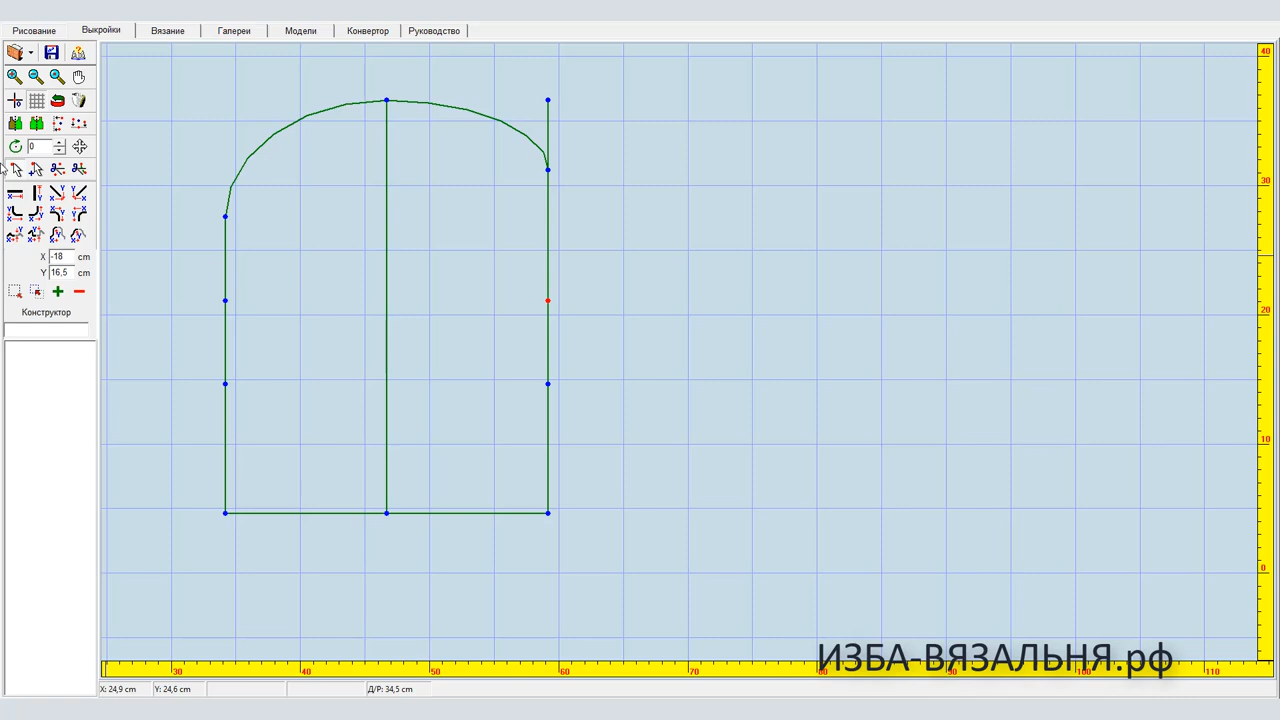 Рисование Выкройки Вязание Галереи Модели Конвертор Руководство
0
X -18 cm
Y 16,5 cm
Конструктор
40
30
20
10
0
30 40 50 60 70 80 90 100 110
ИЗБА-ВЯЗАЛЬНЯ.рф
X: 24,9 cm Y: 24,6 cm Д/Р: 34,5 cm